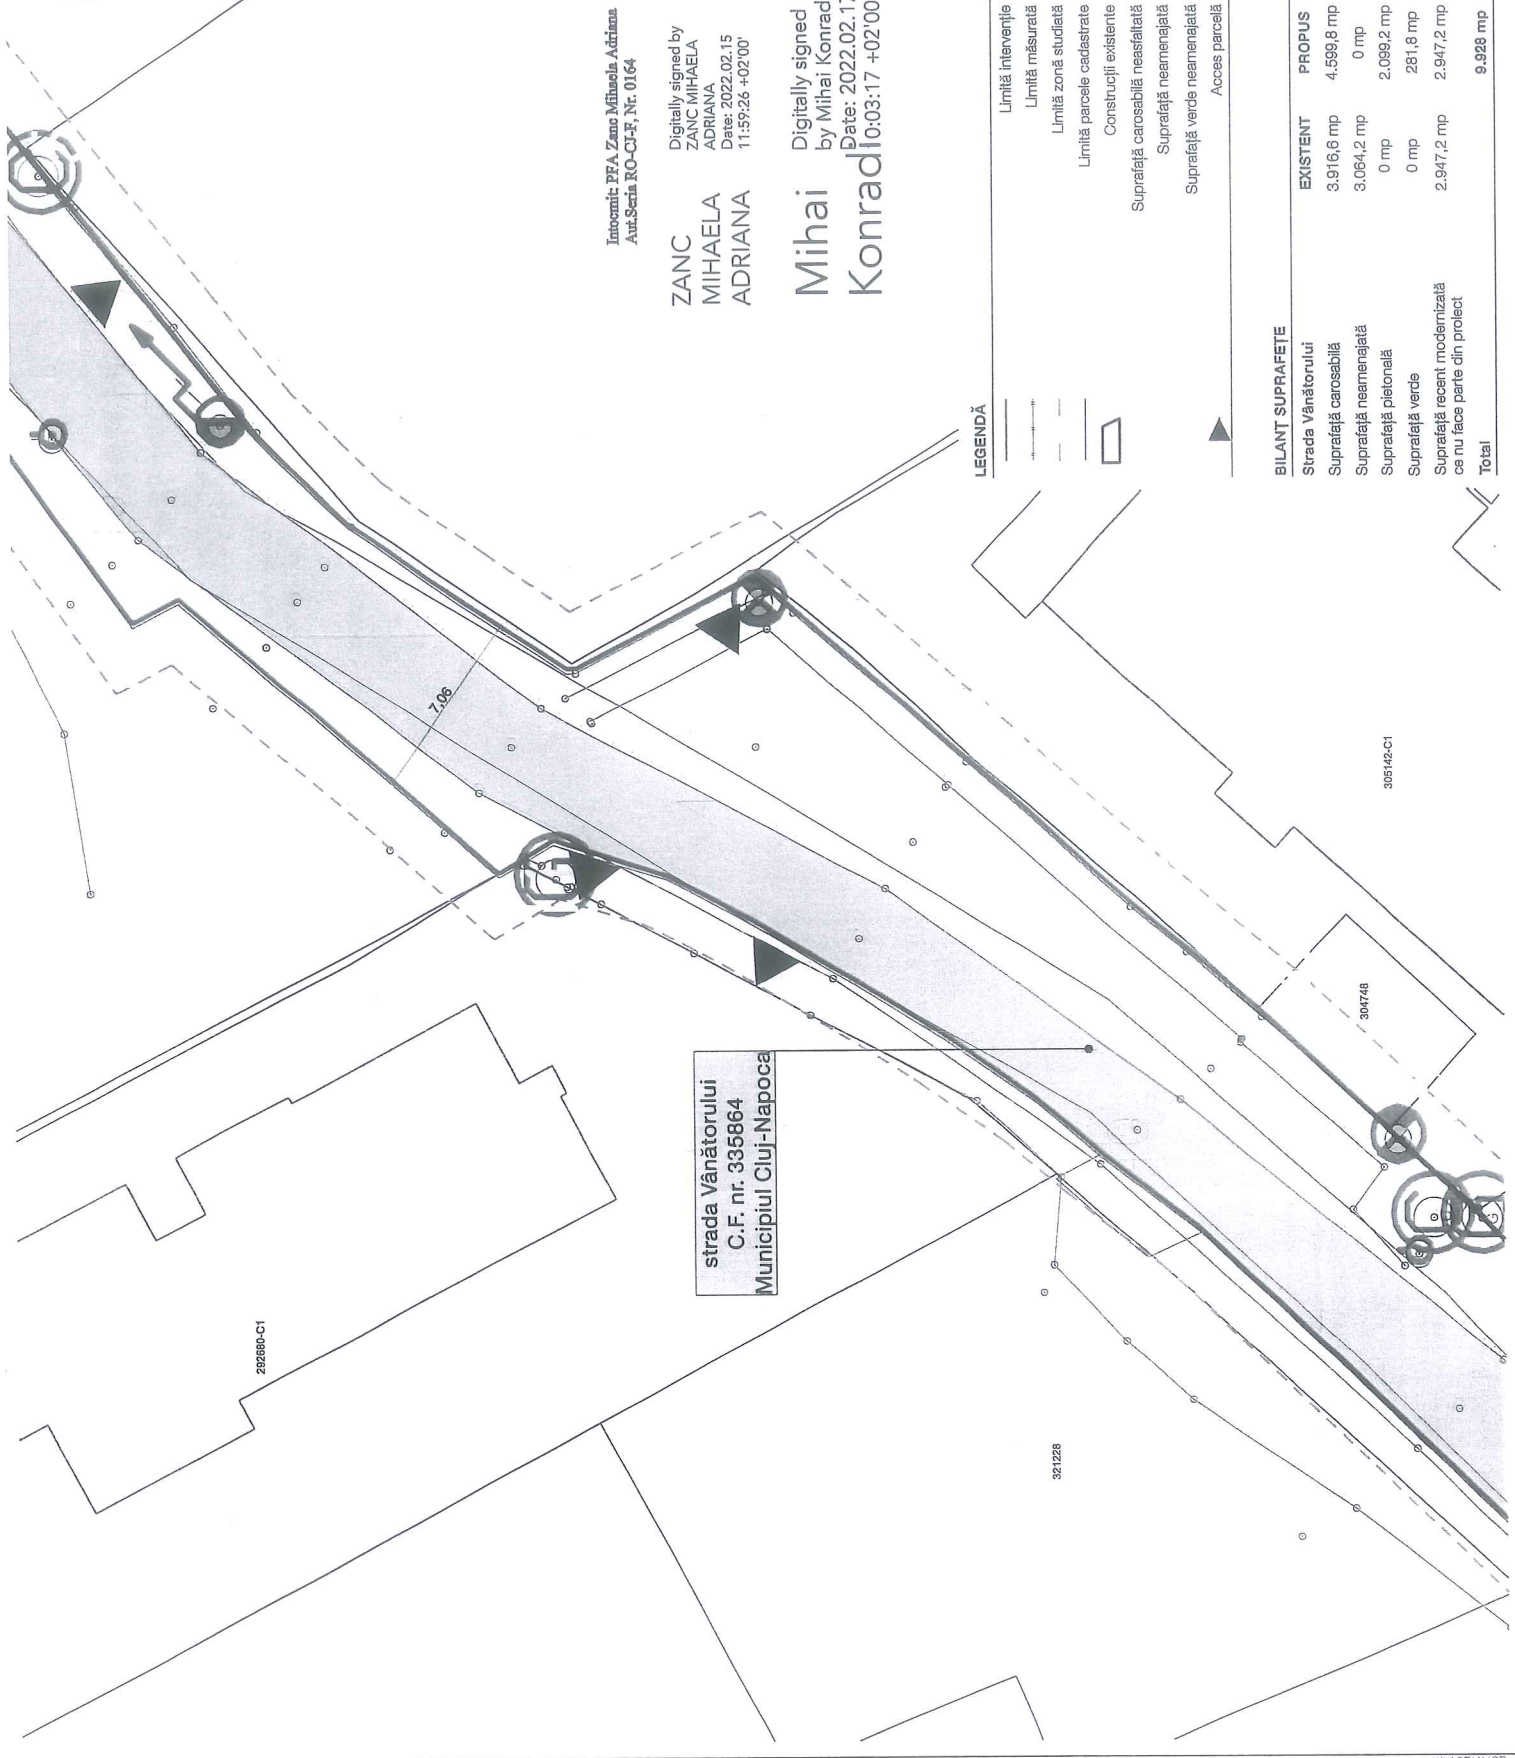 Intocmit: PFA Zanc Mihaela Adriana
Aut.Seria RO-CJ-F, Nr. 0164
ZANC
MIHAELA
ADRIANA
Digitally signed by
ZANC MIHAELA
ADRIANA
Date: 2022.02.15
11:59:26 +02'00'
Mihai
Konrad
Digitally signed
by Mihai Konrad
Date: 2022.02.17
10:03:17 +02'00
LEGENDĂ
Limită intervenție
Limită măsurată
Limită zonă studiată
Limită parcele cadastrate
Construcții existente
Suprafață carosabilă neasfaltată
Suprafață neamenajată
Suprafață verde neamenajată
Acces parcelă
BILANȚ SUPRAFEȚE
Strada Vânătorului EXISTENT PROPUS
Suprafață carosabilă 3.916,6 mp 4.599,8 mp
Suprafață neamenajată 3.064,2 mp 0 mp
Suprafață pietonală 0 mp 2.099,2 mp
Suprafață verde 0 mp 281,8 mp
Suprafață recent modernizată 2.947,2 mp 2.947,2 mp
ce nu face parte din proiect
Total 9.928 mp
7,06
strada Vânătorului
C.F. nr. 335864
Municipiul Cluj-Napoca
292680-C1
321228
304748
305142-C1